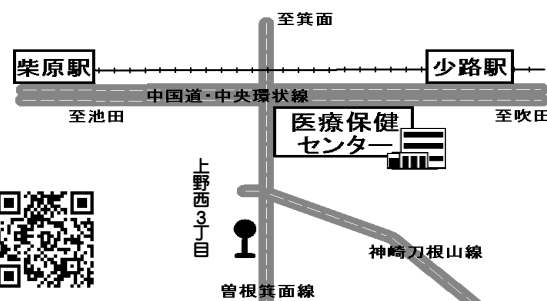 至箕面
柴原駅
少路駅
中国道・中央環状線
至池田
至吹田
医療保健
センター
上野西3丁目
神崎刀根山線
曽根箕面線